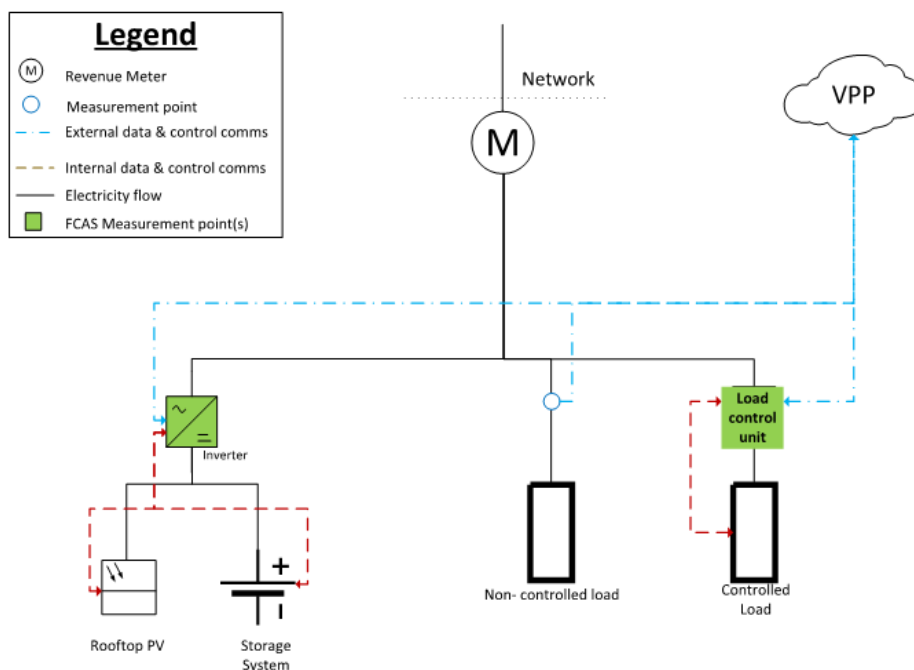 Legend
M
Revenue Meter
Measurement point
External data & control comms
Internal data & control comms
Electricity flow
FCAS Measurement point(s)
Network
M
VPP
Inverter
Load
control
unit
Rooftop PV
Storage
System
Non- controlled load
Controlled
Load